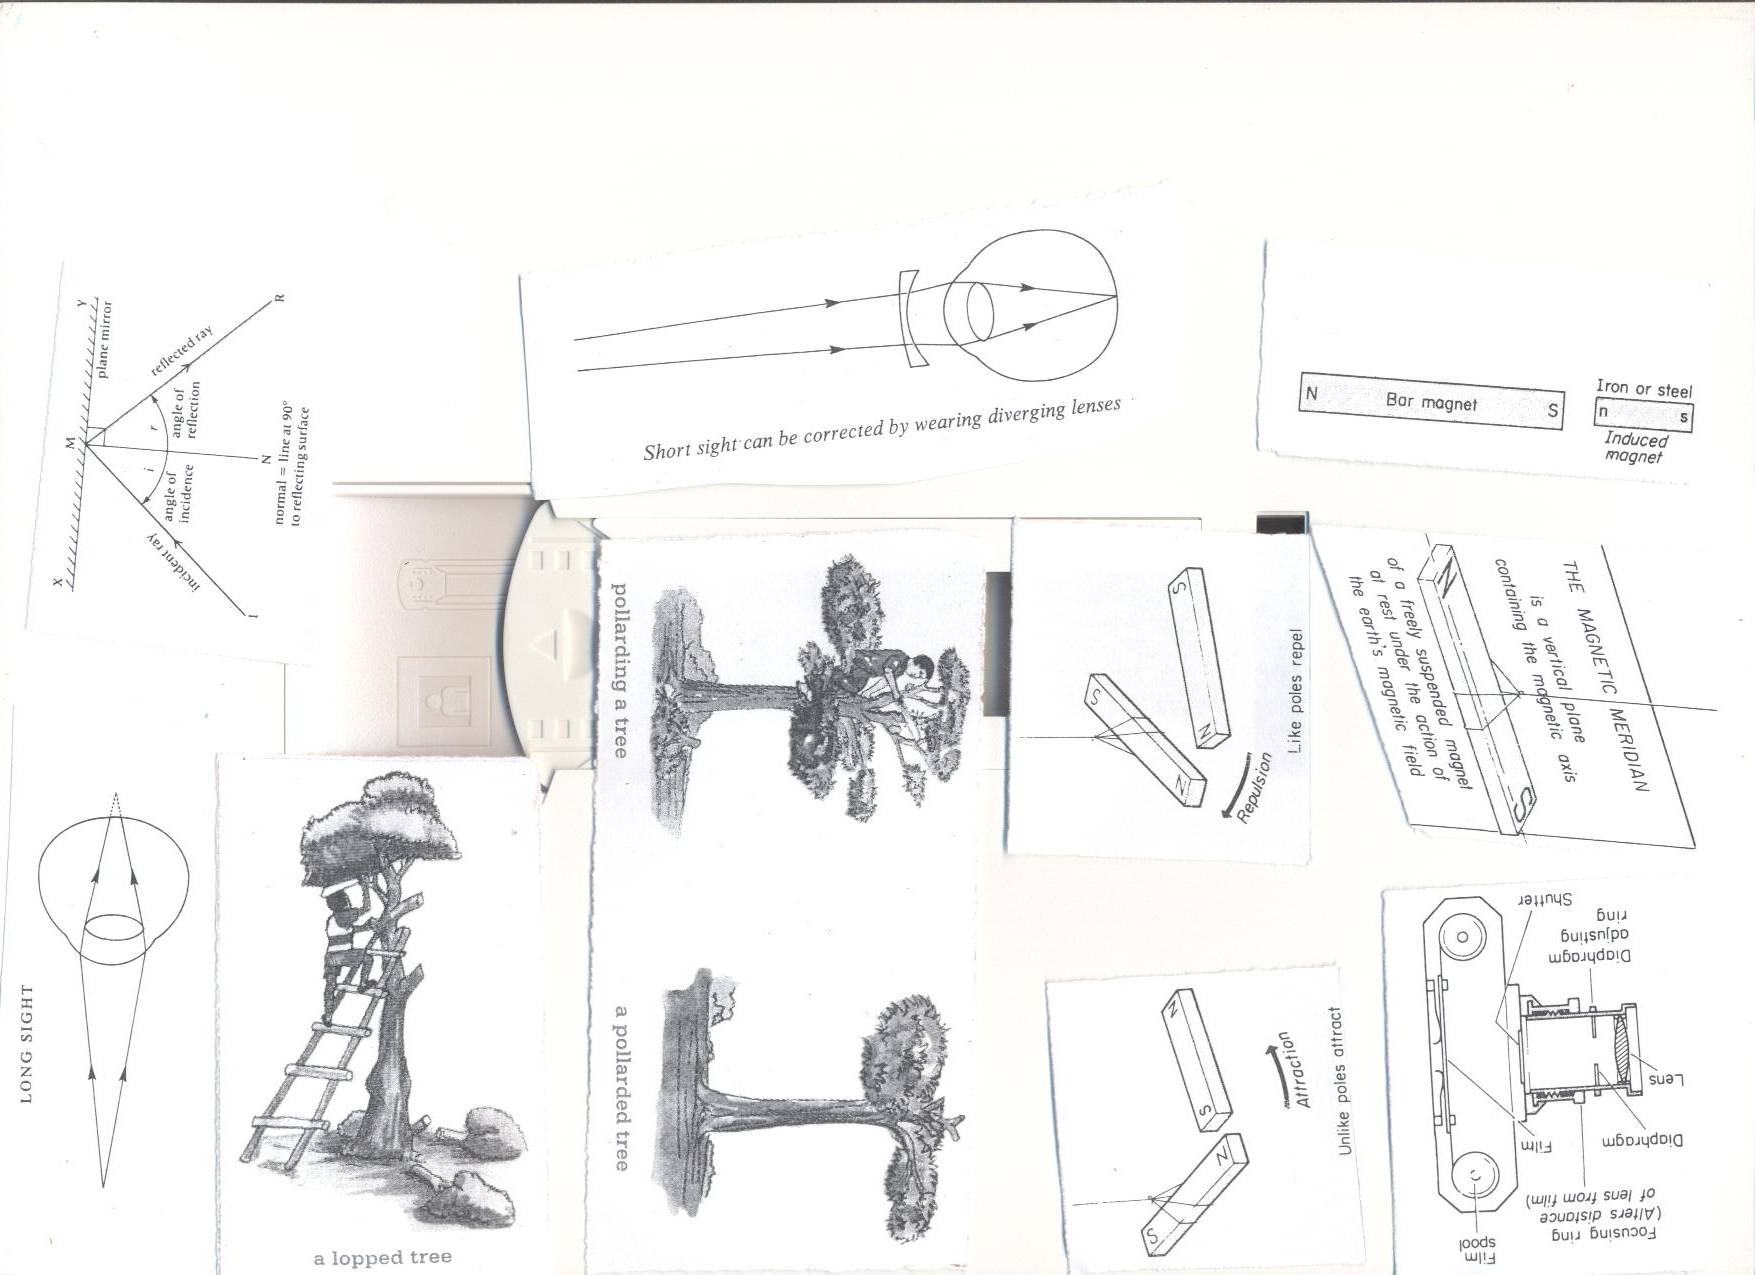 X
M
Y
plane mirror
incident ray
reflected ray
i
r
angle of
incidence
angle of
reflection
I
N
R
normal = line at 90°
to reflecting surface
Short sight can be corrected by wearing diverging lenses
N
Bar magnet
S
Iron or steel
n
s
Induced
magnet
pollarding a tree
a pollarded tree
S
N
S
N
Repulsion
Like poles repel
THE MAGNETIC MERIDIAN
is a vertical plane
containing the magnetic axis
N
S
of a freely suspended magnet
at rest under the action of
the earth's magnetic field
LONG SIGHT
a lopped tree
N
S
N
S
Attraction
Unlike poles attract
Film
spool
Focusing ring
(Alters distance
of lens from film)
Film
Diaphragm
Lens
Diaphragm
adjusting
ring
Shutter